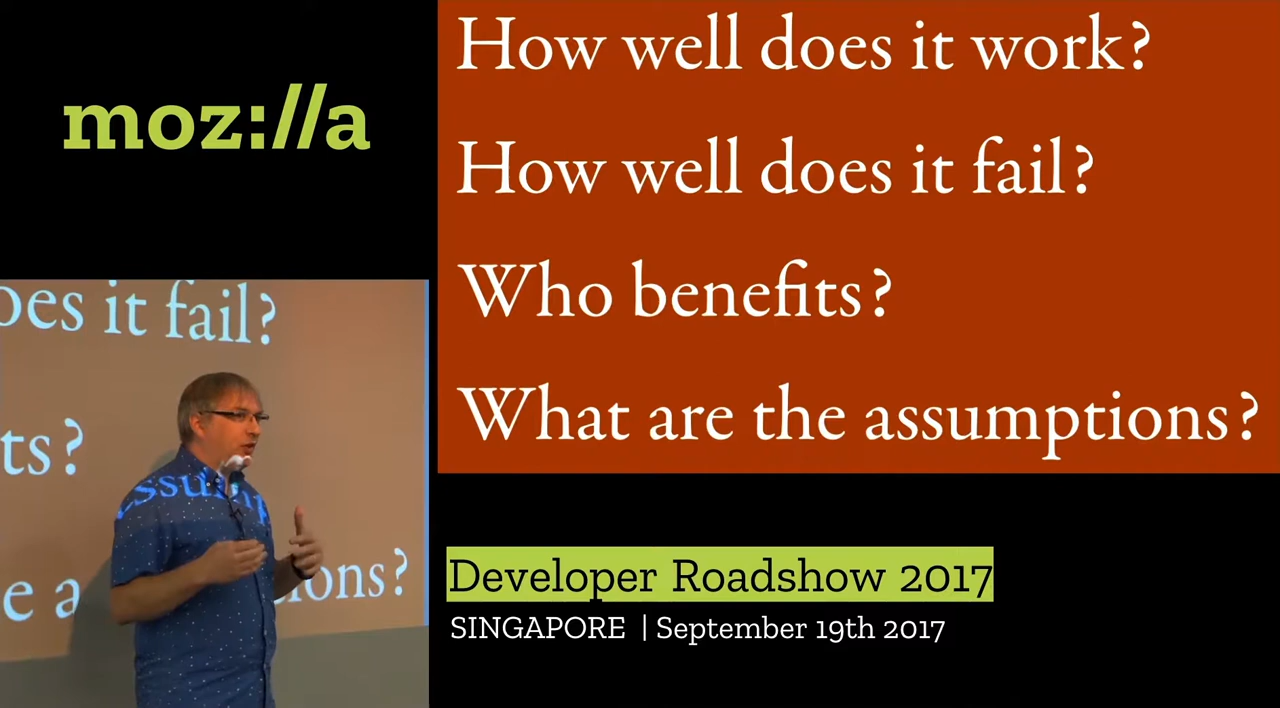 moz://a
How well does it work?
How well does it fail?
Who benefits?
What are the assumptions?
oes it fail?
ts?
ssump
e a ions?
Developer Roadshow 2017
SINGAPORE | September 19th 2017